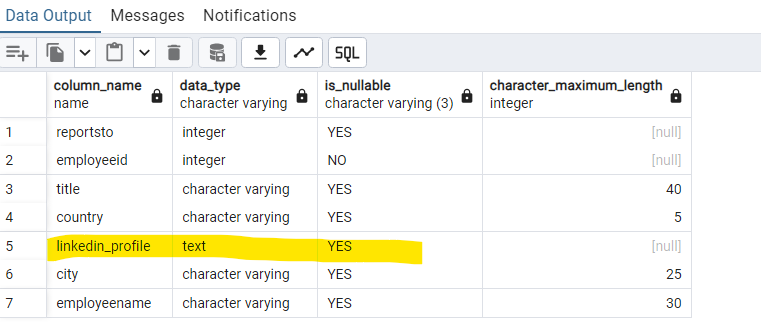 Data Output Messages Notifications
SQL
column_name data_type is_nullable character_maximum_length
name character varying character varying (3) integer
1 reportsto integer YES [null]
2 employeeid integer NO [null]
3 title character varying YES 40
4 country character varying YES 5
5 linkedin_profile text YES [null]
6 city character varying YES 25
7 employeename character varying YES 30